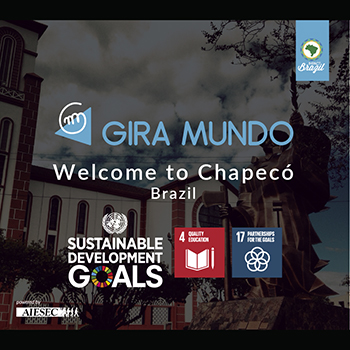 Brazil
GIRA MUNDO
Welcome to Chapecó
Brazil
SUSTAINABLE
DEVELOPMENT
GOALS
4 QUALITY
EDUCATION
17 PARTNERSHIPS
FOR THE GOALS
powered by
AIESEC